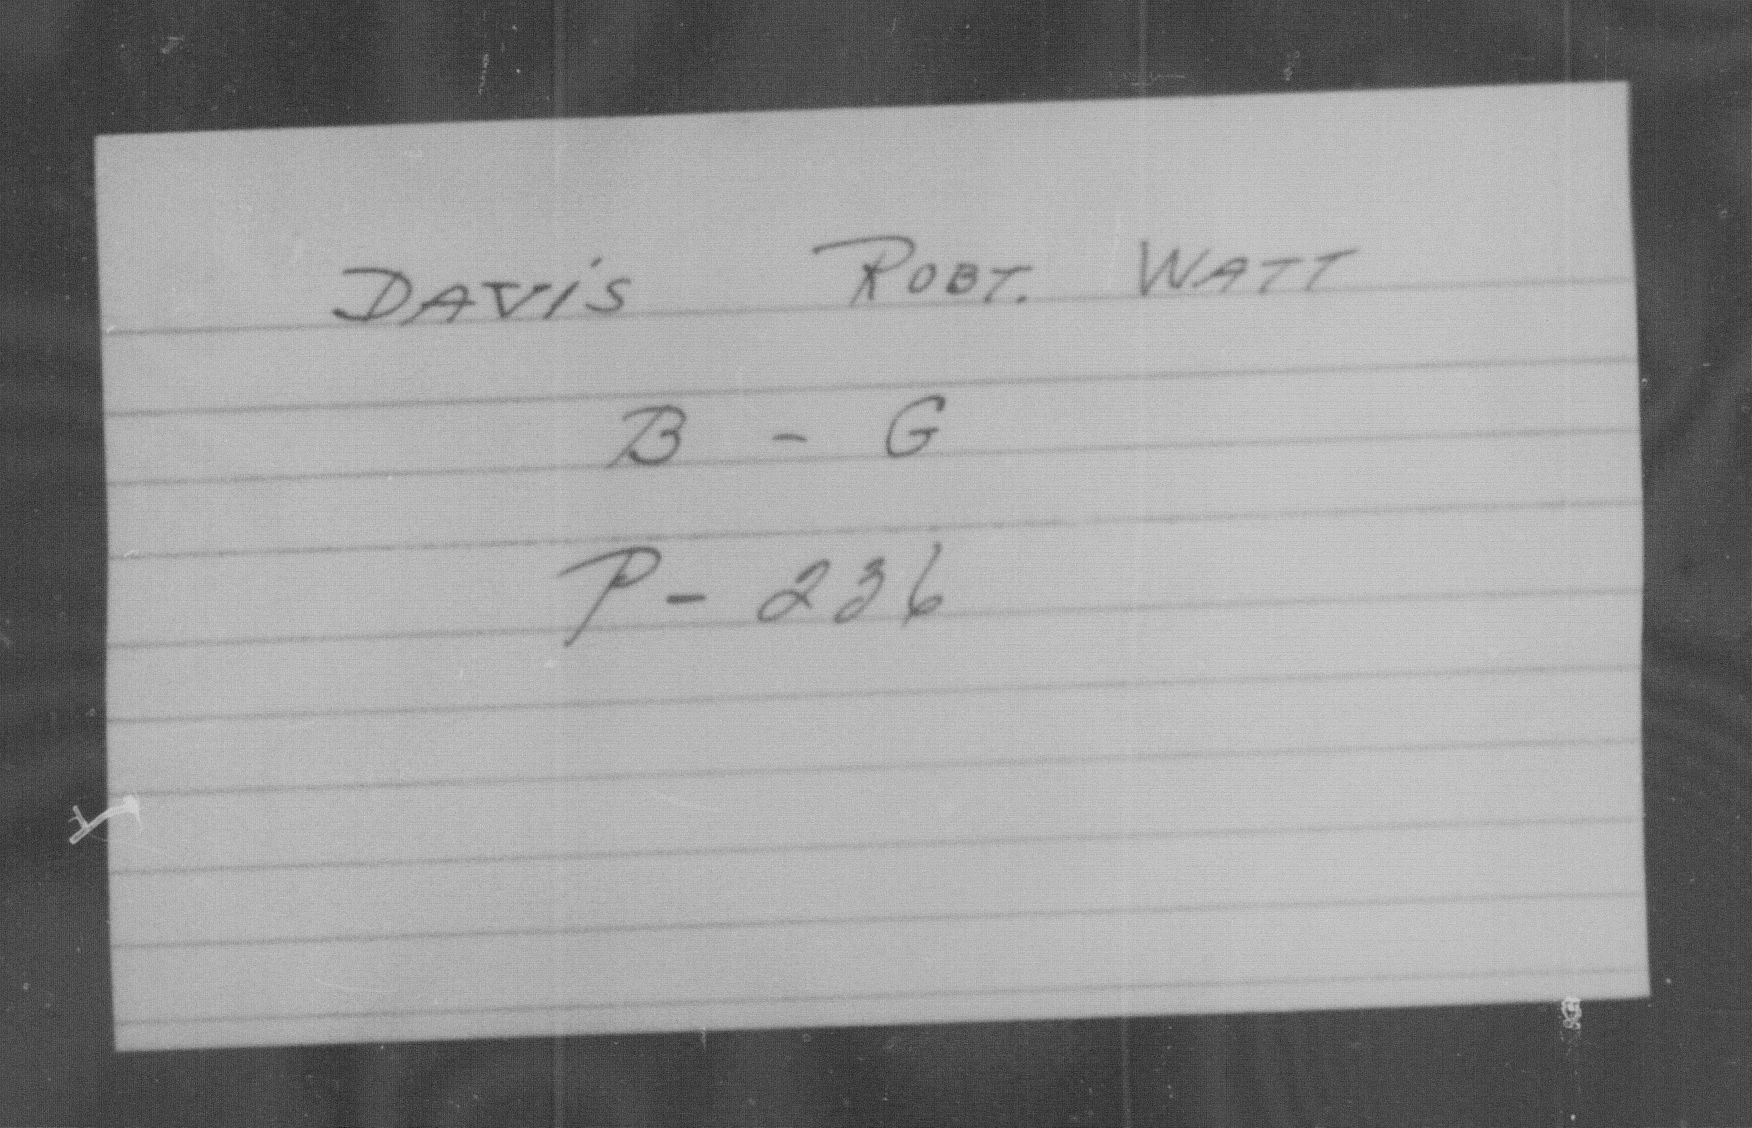 DAVIS ROBT. WATT
B - G
P - 236